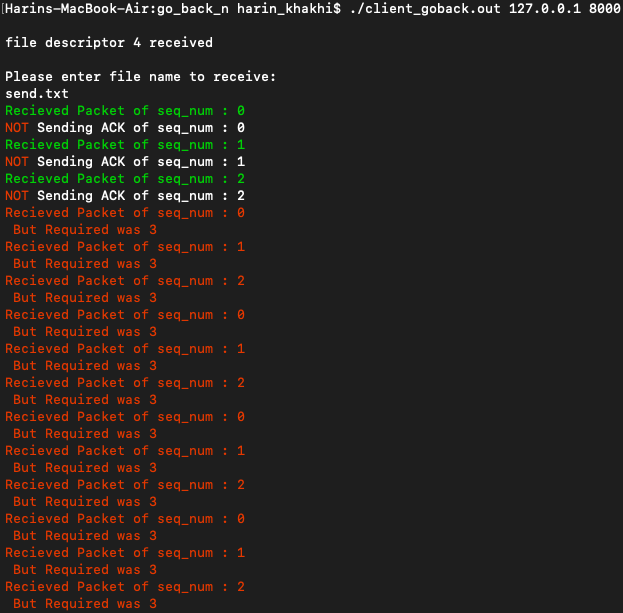 [Harins-MacBook-Air:go_back_n harin_khakhi$ ./client_goback.out 127.0.0.1 8000
file descriptor 4 received
Please enter file name to receive:
send.txt
Recieved Packet of seq_num : 0
NOT Sending ACK of seq_num : 0
Recieved Packet of seq_num : 1
NOT Sending ACK of seq_num : 1
Recieved Packet of seq_num : 2
NOT Sending ACK of seq_num : 2
Recieved Packet of seq_num : 0
But Required was 3
Recieved Packet of seq_num : 1
But Required was 3
Recieved Packet of seq_num : 2
But Required was 3
Recieved Packet of seq_num : 0
But Required was 3
Recieved Packet of seq_num : 1
But Required was 3
Recieved Packet of seq_num : 2
But Required was 3
Recieved Packet of seq_num : 0
But Required was 3
Recieved Packet of seq_num : 1
But Required was 3
Recieved Packet of seq_num : 2
But Required was 3
Recieved Packet of seq_num : 0
But Required was 3
Recieved Packet of seq_num : 1
But Required was 3
Recieved Packet of seq_num : 2
But Required was 3